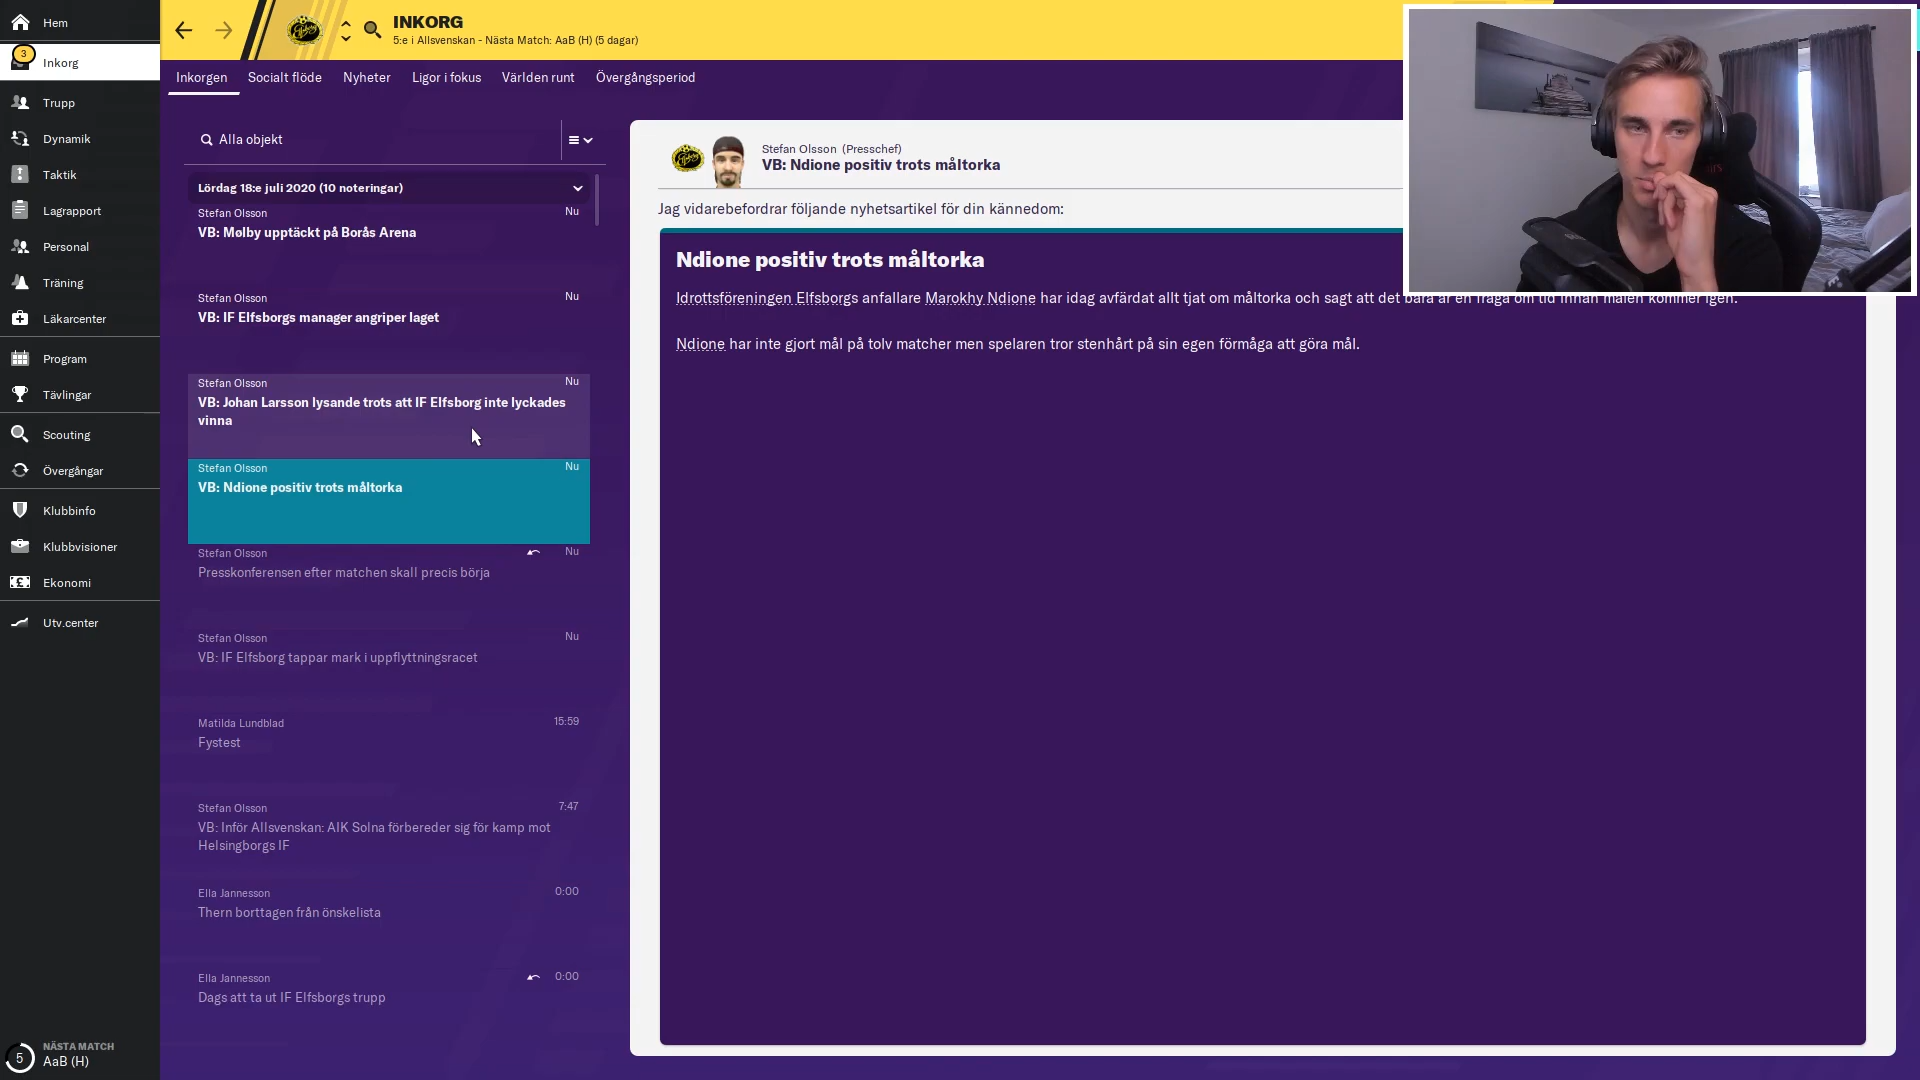 Hem
3
Inkorg
Trupp
Dynamik
Taktik
Lagrapport
Personal
Träning
Läkarcenter
Program
Tävlingar
Scouting
Övergångar
Klubbinfo
Klubbvisioner
Ekonomi
Utv.center
5
NÄSTA MATCH
AaB (H)
INKORG
5:e i Allsvenskan - Nästa Match: AaB (H) (5 dagar)
Inkorgen
Socialt flöde
Nyheter
Ligor i fokus
Världen runt
Övergångsperiod
Alla objekt
Lördag 18:e juli 2020 (10 noteringar)
Stefan Olsson Nu
VB: Mølby upptäckt på Borås Arena
Stefan Olsson Nu
VB: IF Elfsborgs manager angriper laget
Stefan Olsson Nu
VB: Johan Larsson lysande trots att IF Elfsborg inte lyckades
vinna
Stefan Olsson Nu
VB: Ndione positiv trots måltorka
Stefan Olsson Nu
Presskonferensen efter matchen skall precis börja
Stefan Olsson Nu
VB: IF Elfsborg tappar mark i uppflyttningsracet
Matilda Lundblad 15:59
Fystest
Stefan Olsson 7:47
VB: Inför Allsvenskan: AIK Solna förbereder sig för kamp mot
Helsingborgs IF
Ella Jannesson 0:00
Thern borttagen från önskelista
Ella Jannesson 0:00
Dags att ta ut IF Elfsborgs trupp
Stefan Olsson (Presschef)
VB: Ndione positiv trots måltorka
Jag vidarebefordrar följande nyhetsartikel för din kännedom:
Ndione positiv trots måltorka
Idrottsföreningen Elfsborgs anfallare Marokhy Ndione har idag avfärdat allt tjat om måltorka och sagt att det bara är en fråga om tid innan målen kommer igen.
Ndione har inte gjort mål på tolv matcher men spelaren tror stenhårt på sin egen förmåga att göra mål.